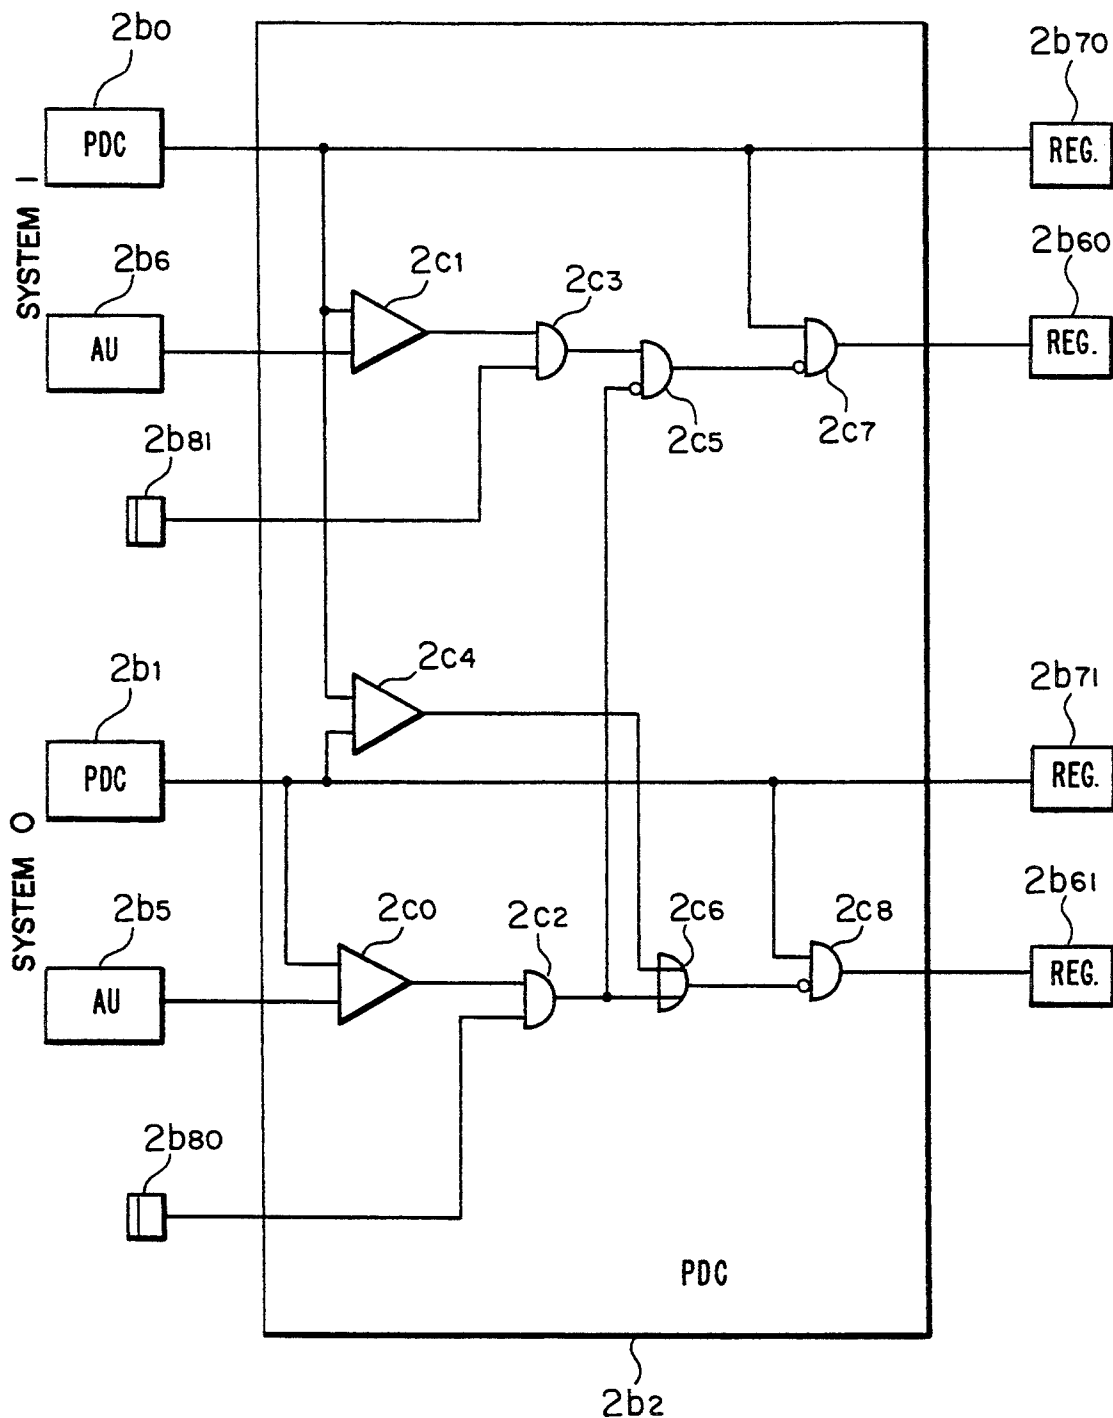 2b0
PDC
2b70
REG.
SYSTEM 1
2b6
AU
2c1
2c3
2c5
2c7
2b60
REG.
2b81
2c4
2b1
PDC
2b71
REG.
SYSTEM 0
2b5
AU
2c0
2c2
2c6
2c8
2b61
REG.
2b80
PDC
2b2